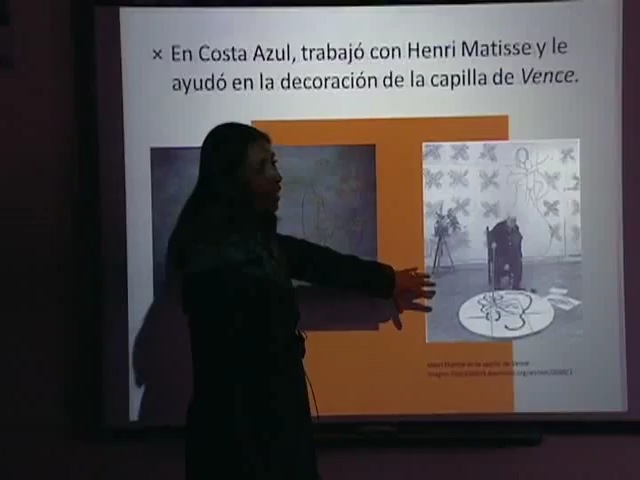 × En Costa Azul, trabajó con Henri Matisse y le
ayudó en la decoración de la capilla de Vence.